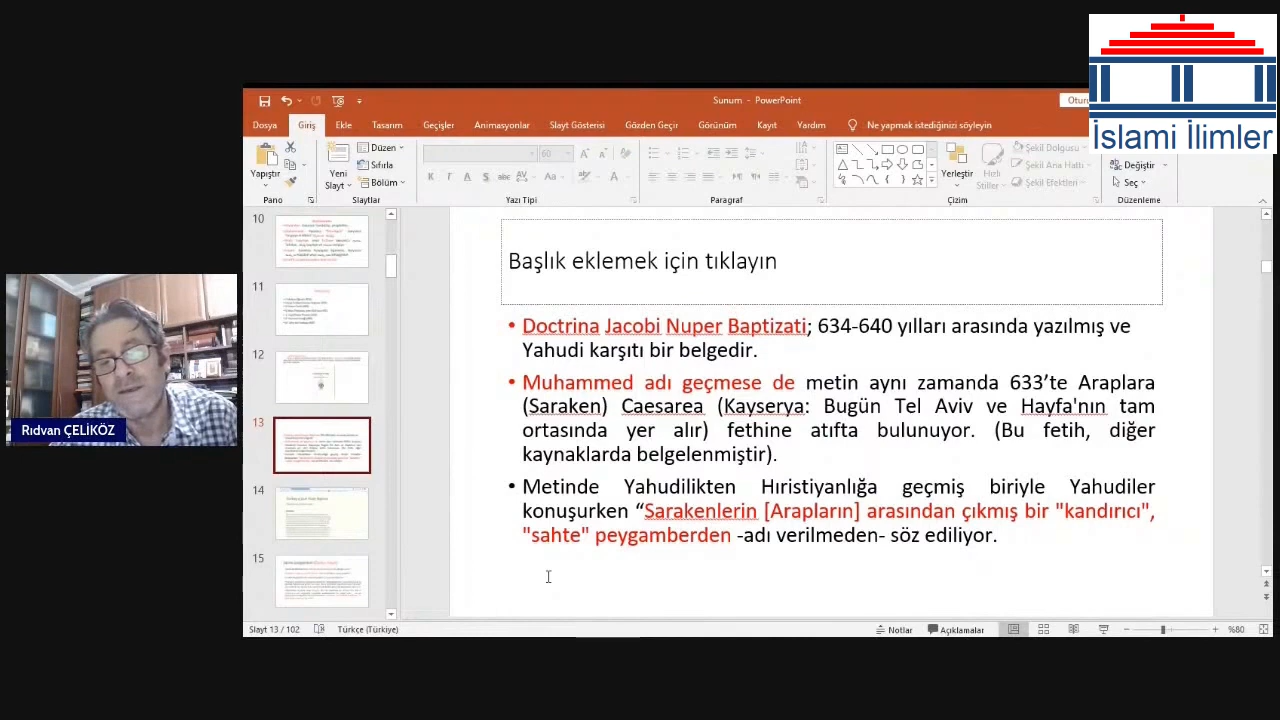 İslami İlimler
Sunum - PowerPoint
Dosya Giriş Ekle Tasarım Geçişler Animasyonlar Slayt Gösterisi Gözden Geçir Görünüm Kayıt Yardım Ne yapmak istediğinizi söyleyin
Yapıştır
Yeni
Slayt
Düzen
Sıfırla
Bölüm
Yerleştir
Hızlı
Stiller
Şekil Dolgusu
Şekil Ana Hattı
Şekil Efektleri
Değiştir
Seç
Pano Slaytlar Yazı Tipi Paragraf Çizim Düzenleme
10
11
12
13
14
15
Başlık eklemek için tıklayın
• Doctrina Jacobi Nuper Baptizati; 634-640 yılları arasında yazılmış ve
Yahudi karşıtı bir belgedir.
• Muhammed adı geçmese de metin aynı zamanda 633’te Araplara
(Saraken) Caesarea (Kayserya: Bugün Tel Aviv ve Hayfa'nın tam
ortasında yer alır) fethine atıfta bulunuyor. (Bu fetih, diğer
kaynaklarda belgelenmiştir).
• Metinde Yahudilikten Hıristiyanlığa geçmiş biriyle Yahudiler
konuşurken “Sarakenlerin [Arapların] arasından çıkmış bir "kandırıcı",
"sahte" peygamberden -adı verilmeden- söz ediliyor.
Rıdvan ÇELİKÖZ
Slayt 13 / 102 Türkçe (Türkiye) Notlar Açıklamalar %80